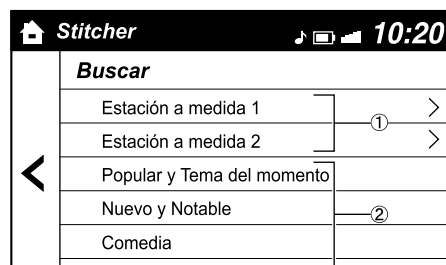 Stitcher 10:20
Buscar
Estación a medida 1
①
Estación a medida 2
Popular y Tema del momento
Nuevo y Notable
②
Comedia